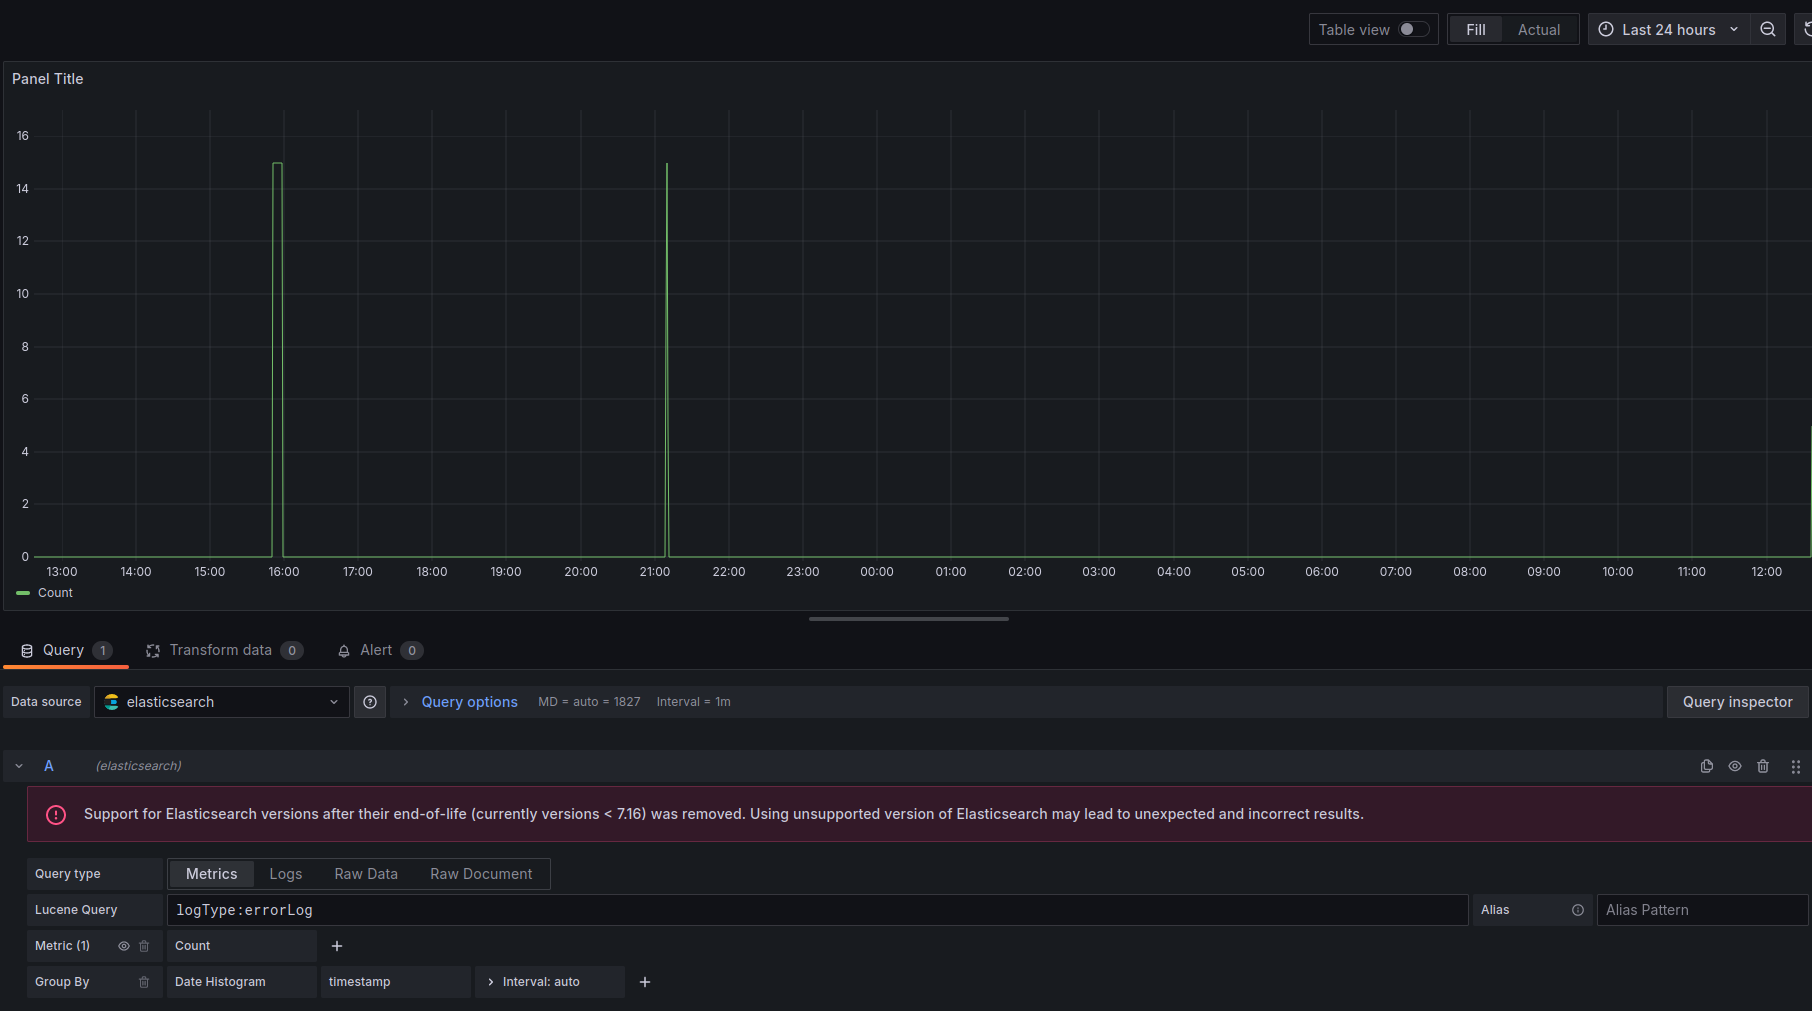 Table view
Fill
Actual
Last 24 hours
Panel Title
16
14
12
10
8
6
4
2
0
13:00 14:00 15:00 16:00 17:00 18:00 19:00 20:00 21:00 22:00 23:00 00:00 01:00 02:00 03:00 04:00 05:00 06:00 07:00 08:00 09:00 10:00 11:00 12:00
Count
Query 1
Transform data 0
Alert 0
Data source
elasticsearch
Query options
MD = auto = 1827
Interval = 1m
Query inspector
A
(elasticsearch)
Support for Elasticsearch versions after their end-of-life (currently versions < 7.16) was removed. Using unsupported version of Elasticsearch may lead to unexpected and incorrect results.
Query type
Metrics
Logs
Raw Data
Raw Document
Lucene Query
logType:errorLog
Alias
Alias Pattern
Metric (1)
Count
Group By
Date Histogram
timestamp
Interval: auto